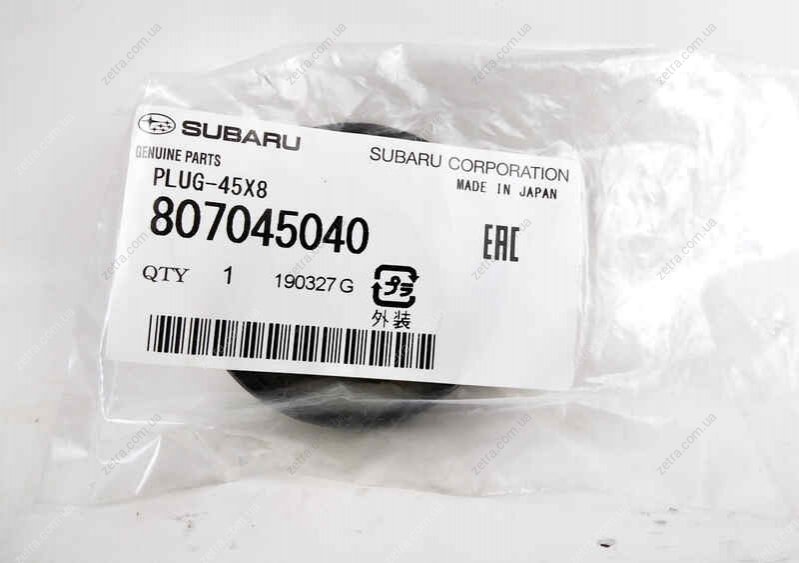 SUBARU
GENUINE PARTS
SUBARU CORPORATION
MADE IN JAPAN
PLUG-45X8
807045040
EAC
QTY 1 190327 G
プラ
外装
zetra.com.ua